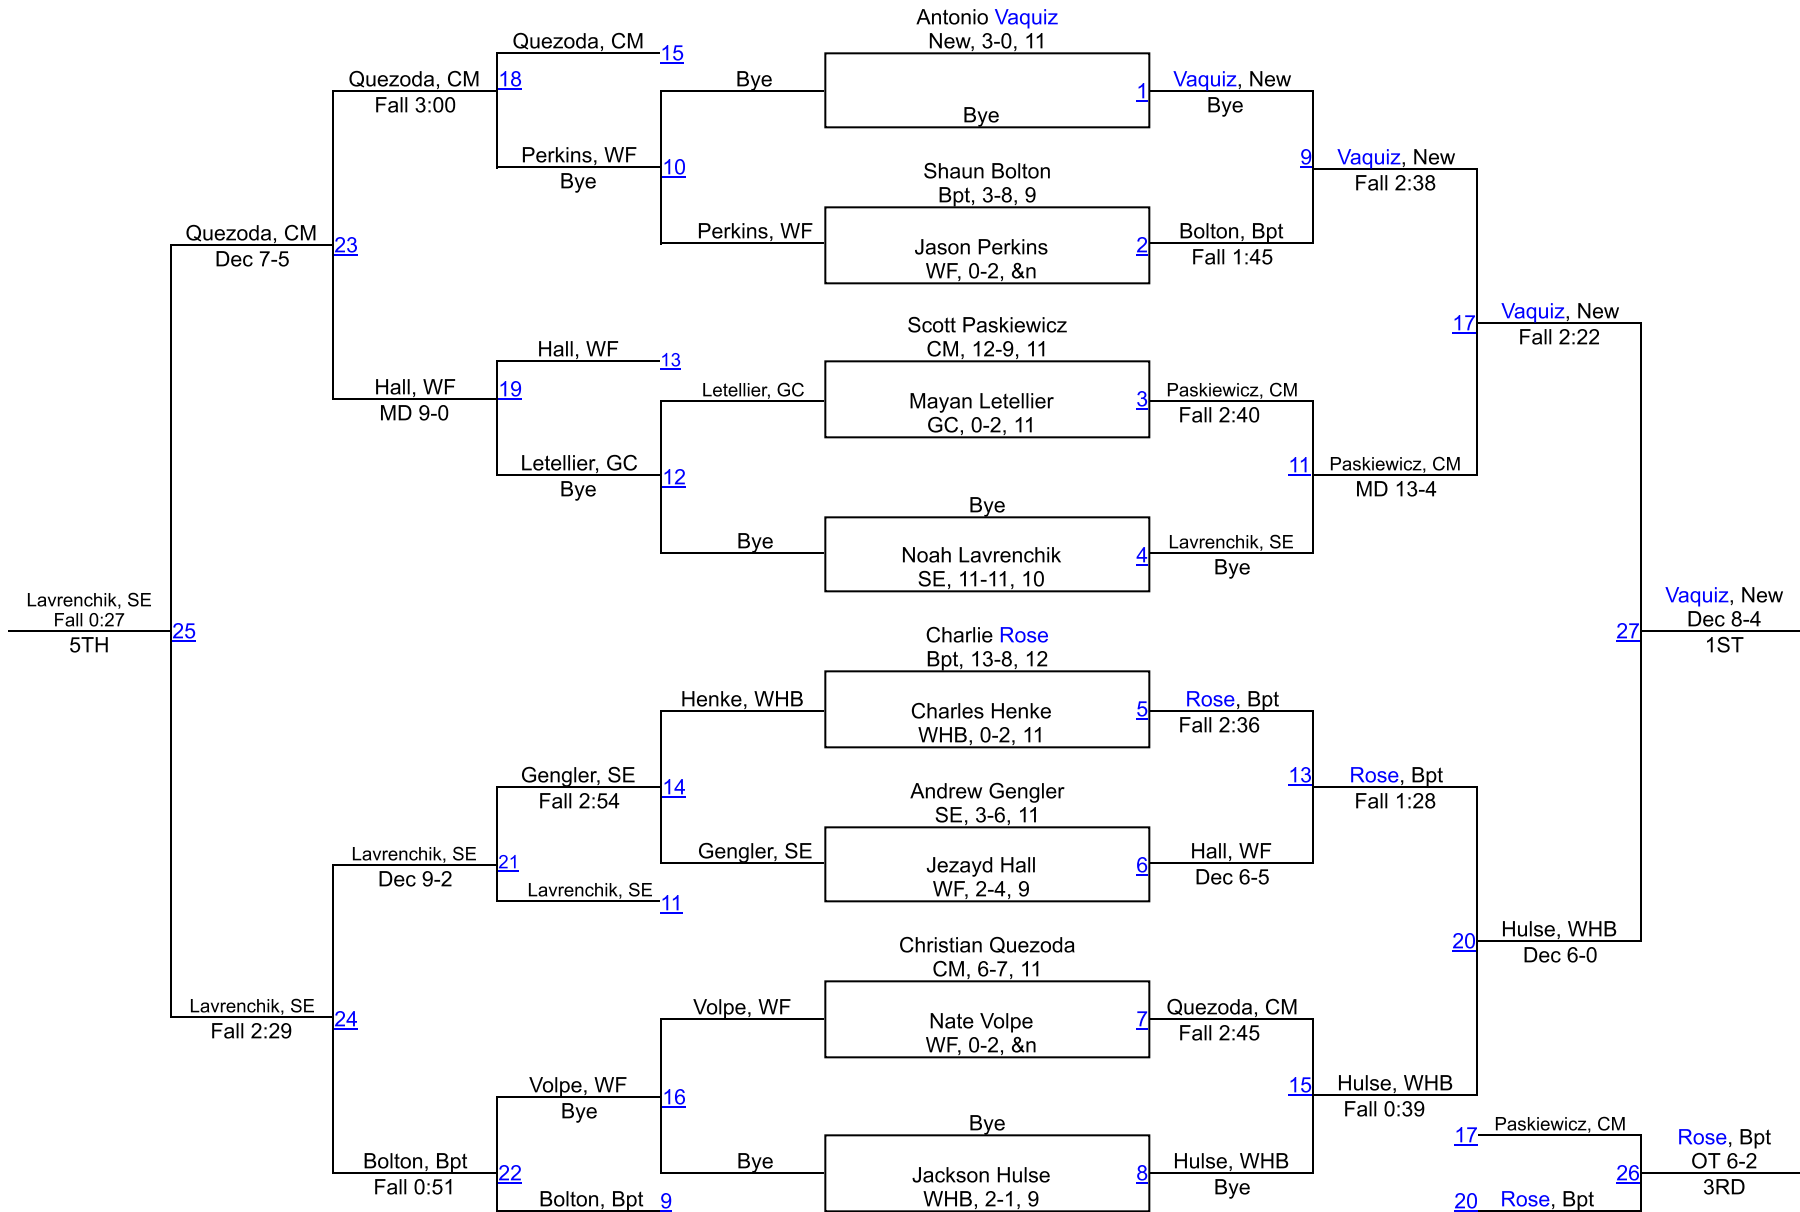 Antonio Vaquiz
New, 3-0, 11
Quezoda, CM
15
Quezoda, CM
18
Bye
1
Vaquiz, New
Fall 3:00
Bye
Bye
Perkins, WF
10
Bye
9
Vaquiz, New
Shaun Bolton
Fall 2:38
Bpt, 3-8, 9
Quezoda, CM
23
Perkins, WF
Jason Perkins
2
Bolton, Bpt
Dec 7-5
WF, 0-2, &n
Fall 1:45
Vaquiz, New
Scott Paskiewicz
17
Fall 2:22
CM, 12-9, 11
Hall, WF
13
Hall, WF
19
Letellier, GC
Mayan Letellier
3
Paskiewicz, CM
MD 9-0
GC, 0-2, 11
Fall 2:40
Letellier, GC
12
11
Paskiewicz, CM
Bye
MD 13-4
Bye
Bye
Noah Lavrenchik
4
Lavrenchik, SE
SE, 11-11, 10
Bye
Lavrenchik, SE
Fall 0:27
25
5TH
Vaquiz, New
27
Dec 8-4
1ST
Charlie Rose
Bpt, 13-8, 12
Henke, WHB
Charles Henke
5
Rose, Bpt
WHB, 0-2, 11
Fall 2:36
Gengler, SE
14
13
Rose, Bpt
Fall 2:54
Fall 1:28
Andrew Gengler
SE, 3-6, 11
Lavrenchik, SE
21
Gengler, SE
Jezayd Hall
6
Hall, WF
Dec 9-2
Lavrenchik, SE
11
WF, 2-4, 9
Dec 6-5
Christian Quezoda
20
Hulse, WHB
CM, 6-7, 11
Dec 6-0
Lavrenchik, SE
24
Volpe, WF
Nate Volpe
7
Quezoda, CM
Fall 2:29
WF, 0-2, &n
Fall 2:45
Volpe, WF
16
15
Hulse, WHB
Bye
Fall 0:39
Bye
17
Paskiewicz, CM
Rose, Bpt
Bolton, Bpt
22
Bye
Jackson Hulse
8
Hulse, WHB
26
OT 6-2
Fall 0:51
WHB, 2-1, 9
Bye
3RD
Bolton, Bpt
9
20
Rose, Bpt